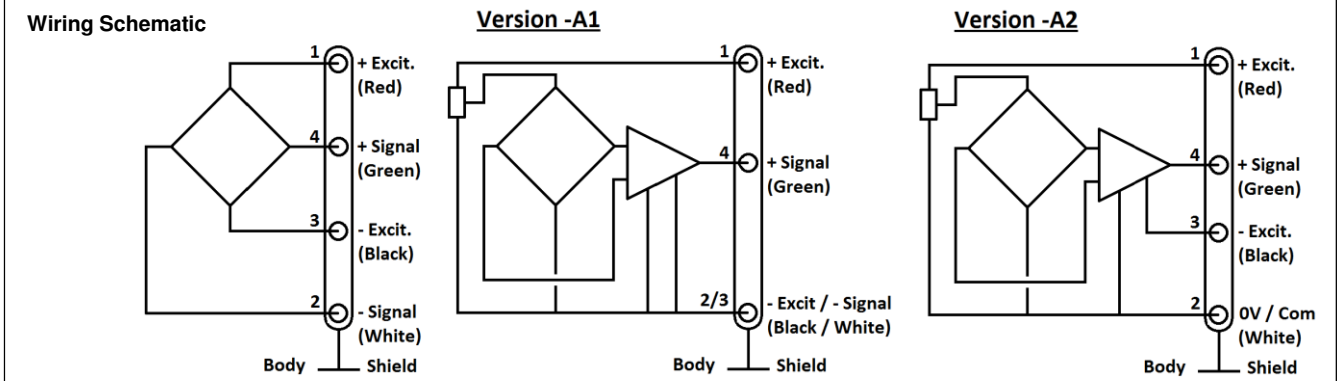 Wiring Schematic
1
+ Excit.
(Red)
4
+ Signal
(Green)
3
- Excit.
(Black)
2
- Signal
(White)
Body
Shield
Version -A1
1
+ Excit.
(Red)
4
+ Signal
(Green)
2/3
- Excit / - Signal
(Black / White)
Body
Shield
Version -A2
1
+ Excit.
(Red)
4
+ Signal
(Green)
3
- Excit.
(Black)
2
0V / Com
(White)
Body
Shield